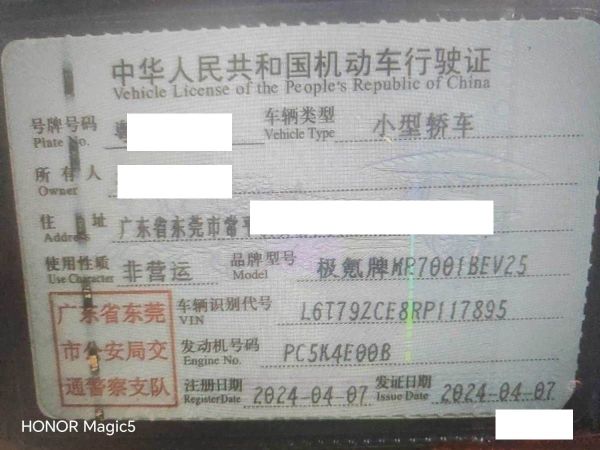 中华人民共和国机动车行驶证
Vehicle License of the People's Republic of China
号牌号码 车辆类型 小型轿车
Plate No. Vehicle Type
所有人
Owner
住址 广东省东莞市常
Address
使用性质 非营运 品牌型号 极氪牌MR7001BEV25
Use Character Model
广东省东莞 车辆识别代号 L6T79ZCE8RP117895
VIN
市公安局交 发动机号码 PC5K4E00B
Engine No.
通警察支队 注册日期 2024-04-07 发证日期 2024-04-07
Register Date Issue Date
HONOR Magic5